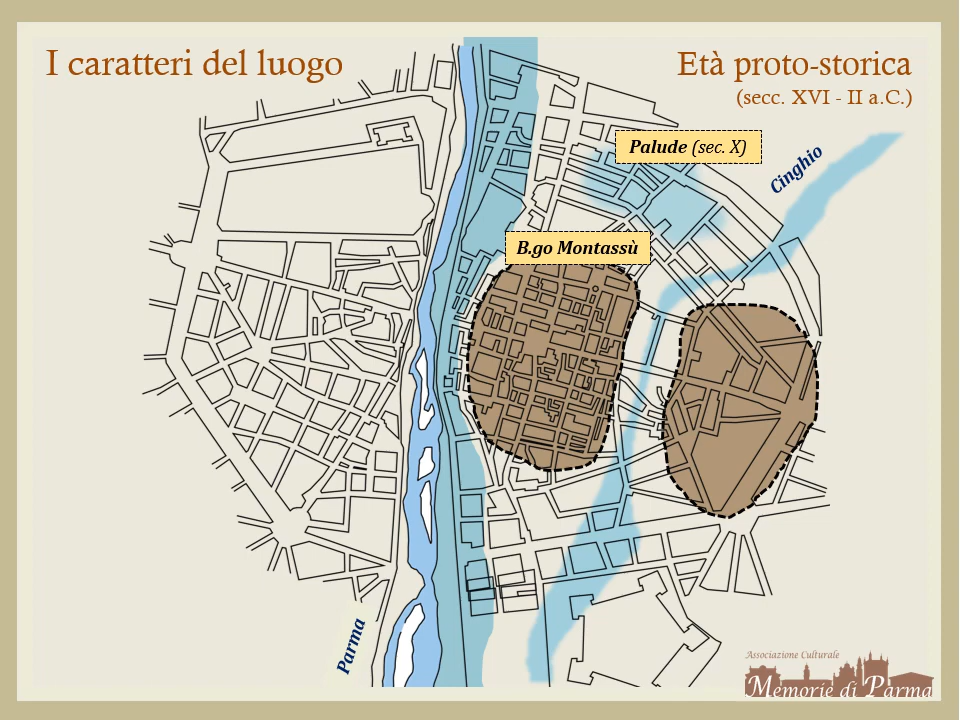 I caratteri del luogo
Età proto-storica
(secc. XVI - II a.C.)
Palude (sec. X)
Cinghio
B.go Montassù
Parma
Associazione Culturale
Memorie di Parma